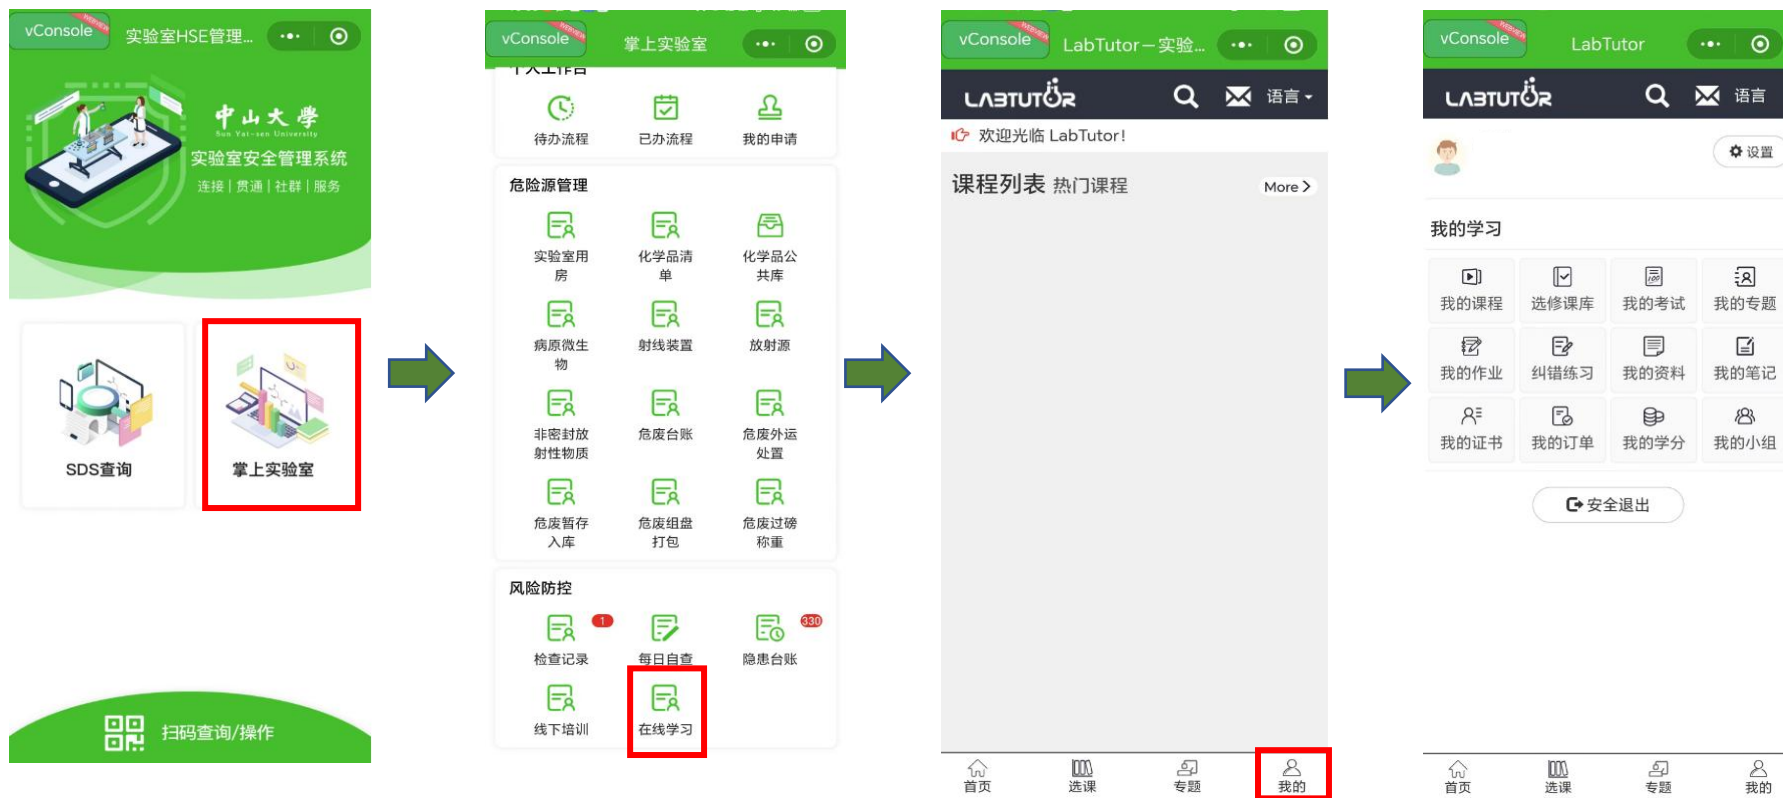 vConsole
WEBVIEW
实验室HSE管理...
中山大學
Sun Yat-sen University
实验室安全管理系统
连接 | 贯通 | 社群 | 服务
SDS查询
掌上实验室
扫码查询/操作
vConsole
掌上实验室
个人工作台
待办流程
已办流程
我的申请
危险源管理
实验室用
房
化学品清
单
化学品公
共库
病原微生
物
射线装置
放射源
非密封放
射性物质
危废台账
危废外运
处置
危废暂存
入库
危废组盘
打包
危废过磅
称重
风险防控
1
330
检查记录
每日自查
隐患台账
线下培训
在线学习
vConsole
WEBVIEW
LabTutor－实验...
LABTUTOR
语言
欢迎光临 LabTutor!
课程列表 热门课程
More
首页
选课
专题
我的
vConsole
LabTutor
LABTUTOR
语言
设置
我的学习
我的课程
选修课库
我的考试
我的专题
我的作业
纠错练习
我的资料
我的笔记
我的证书
我的订单
我的学分
我的小组
安全退出
首页
选课
专题
我的